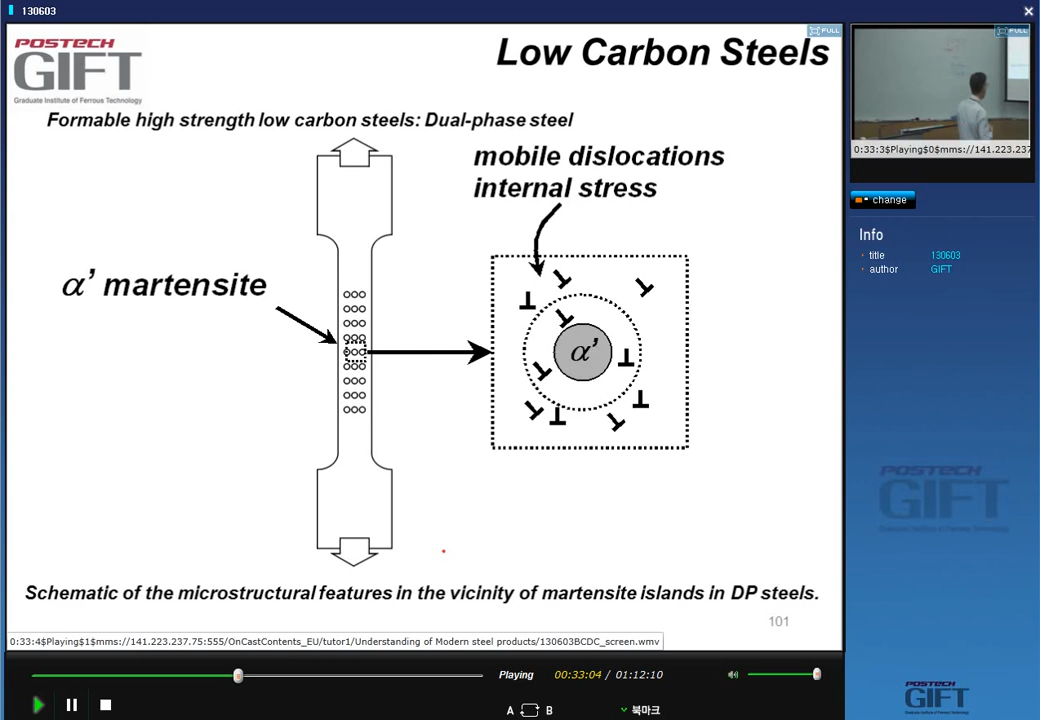 130603
POSTECH
GIFT
Graduate Institute of Ferrous Technology
FULL
Low Carbon Steels
Formable high strength low carbon steels: Dual-phase steel
mobile dislocations
internal stress
α’ martensite
α’
Schematic of the microstructural features in the vicinity of martensite islands in DP steels.
101
0:33:4$Playing$1$mms://141.223.237.75:555/OnCastContents_EU/tutor1/Understanding of Modern steel products/130603BCDC_screen.wmv
Playing
00:33:04 / 01:12:10
A B
북마크
FULL
0:33:3$Playing$0$mms://141.223.237
change
Info
title 130603
author GIFT
POSTECH
GIFT
POSTECH
GIFT